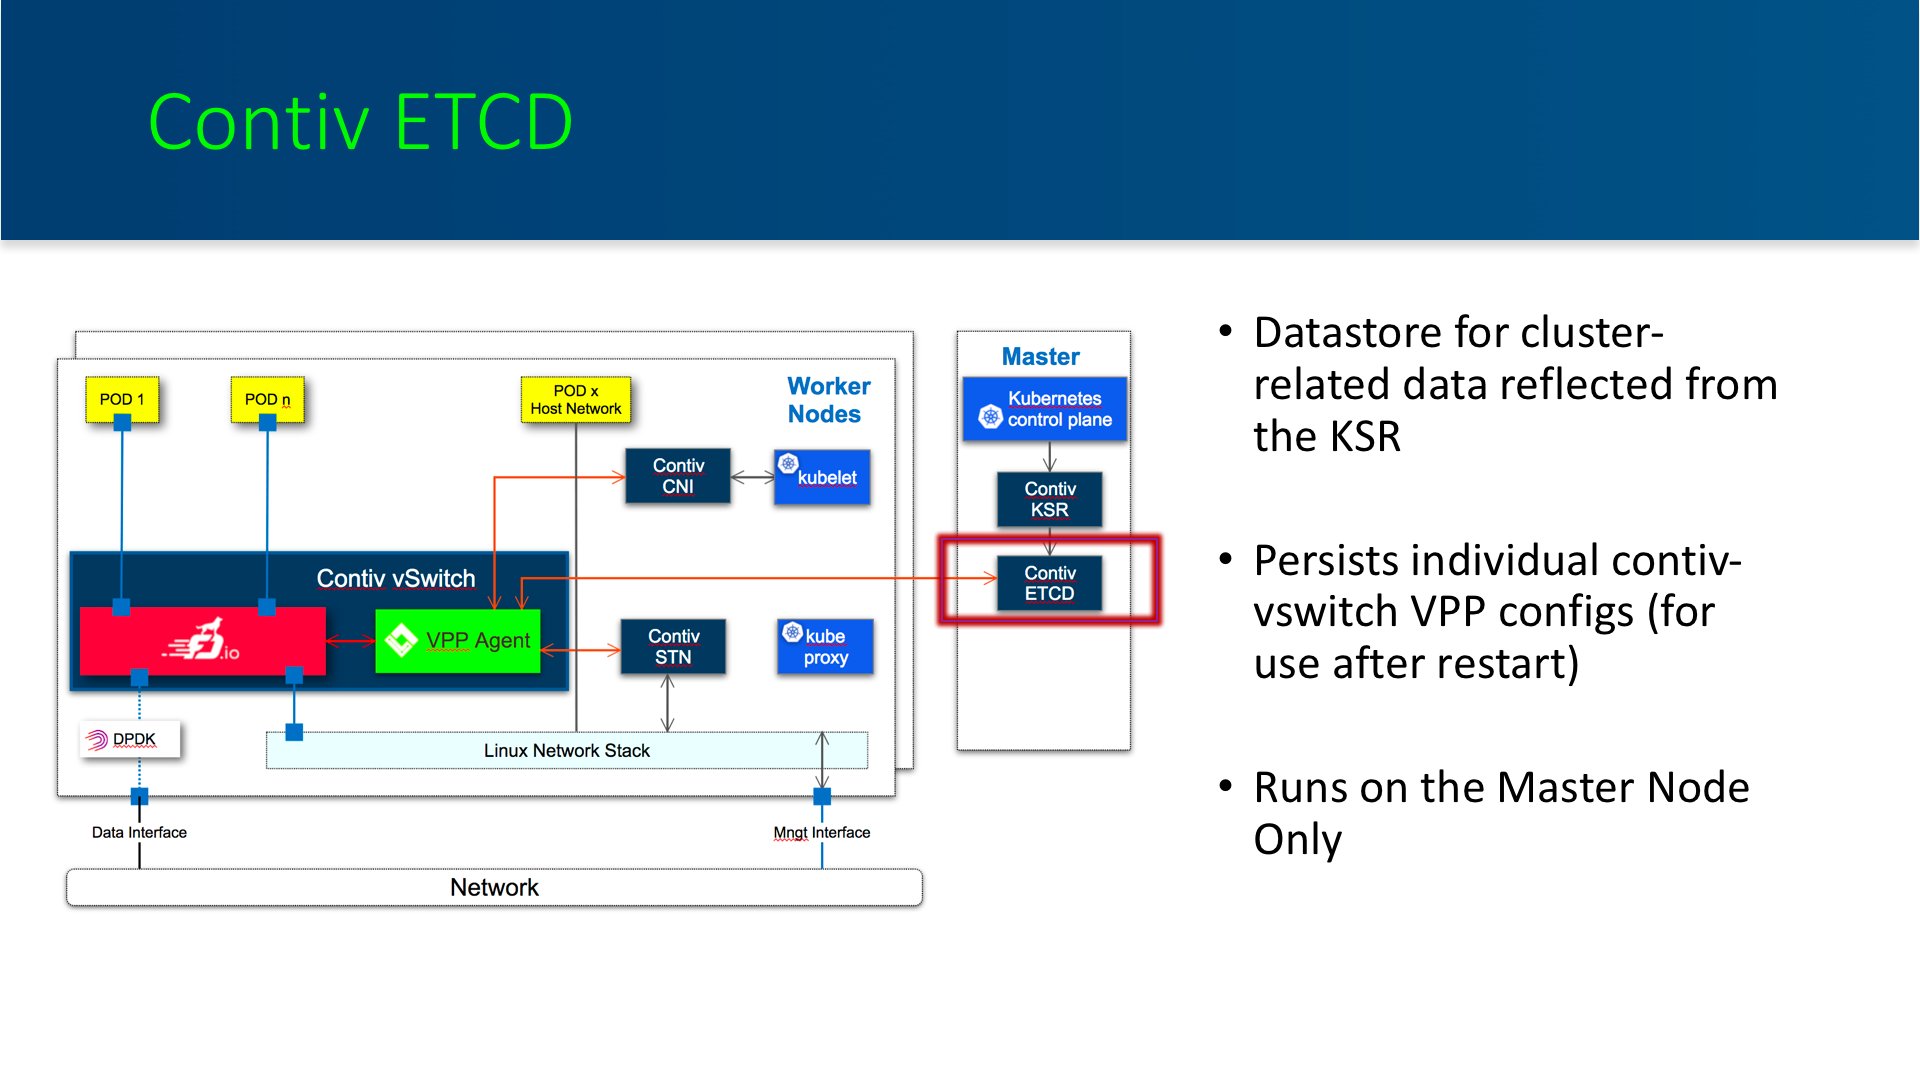 Contiv ETCD
POD 1
POD n
POD x
Host Network
Worker
Nodes
Contiv
CNI
kubelet
Contiv vSwitch
.io
VPP Agent
Contiv
STN
kube
proxy
DPDK
Linux Network Stack
Data Interface
Mngt Interface
Network
Master
Kubernetes
control plane
Contiv
KSR
Contiv
ETCD
• Datastore for cluster-
related data reflected from
the KSR
• Persists individual contiv-
vswitch VPP configs (for
use after restart)
• Runs on the Master Node
Only